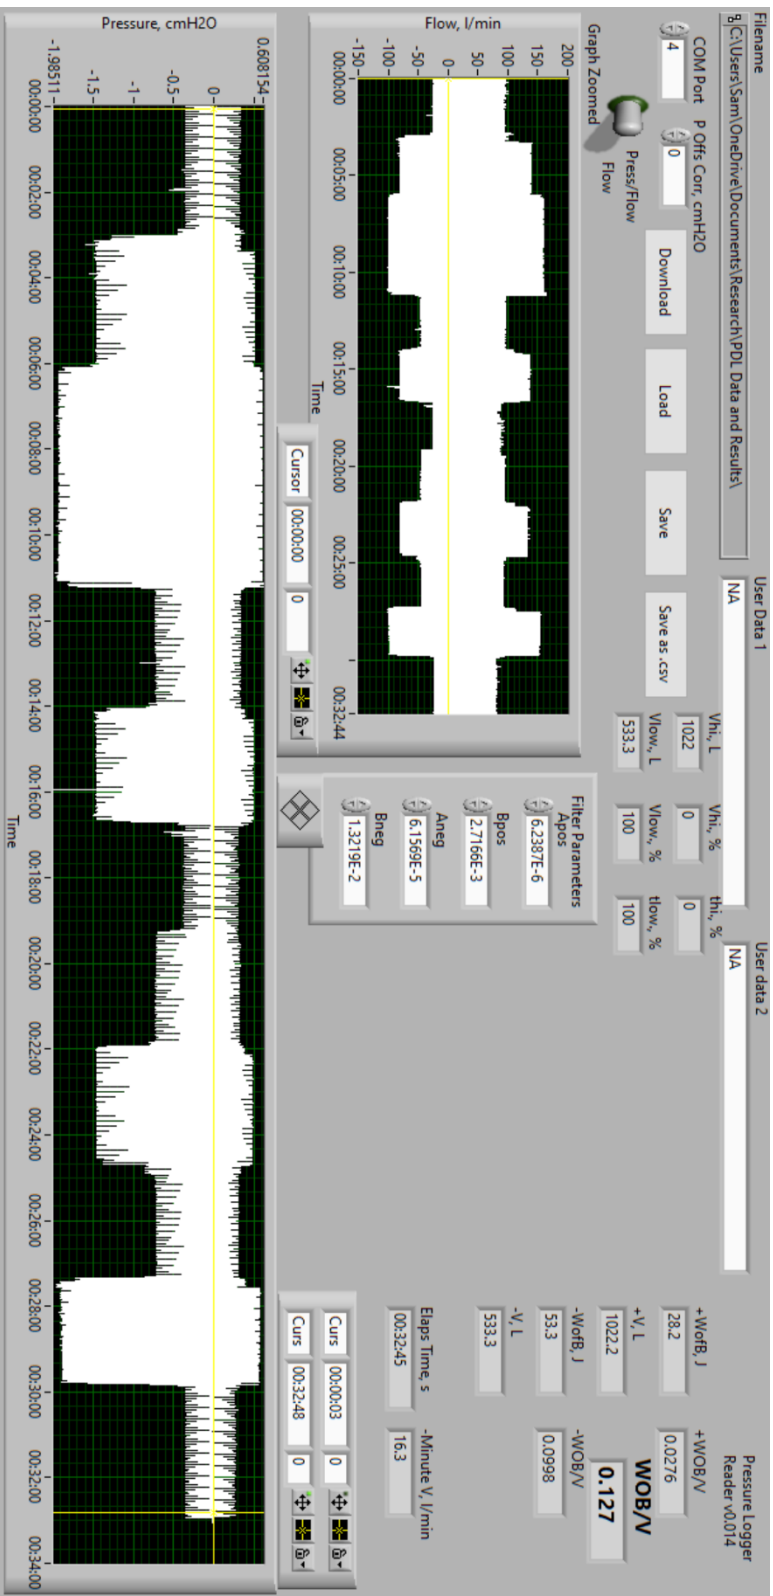 Filename
C:\Users\Sam\OneDrive\Documents\Research\PDL Data and Results\
User Data 1
NA
User data 2
NA
Pressure Logger
Reader v0.014
COM Port
4
P Offs Corr, cmH2O
0
Download
Load
Save
Save as .csv
Press/Flow
Flow
Vhi, L
1022
Vhi, %
0
thi, %
0
Vlow., L
533.3
Vlow., %
100
tlow., %
100
+WofB, J
28.2
+WOB/V
0.0276
+V, L
1022.2
WOB/V
0.127
-WofB, J
53.3
-WOB/V
0.0998
-V, L
533.3
Elaps Time, s
00:32:45
-Minute V, l/min
16.3
Graph Zoomed
Flow, l/min
200
150
100
50
0
-50
-100
-150
00:00:00
00:05:00
00:10:00
00:15:00
00:20:00
00:25:00
00:32:44
Time
Filter Parameters
Apos
6.2387E-6
Bpos
2.7166E-3
Aneg
6.1569E-5
Bneg
1.3219E-2
Cursor
00:00:00
0
Curs
00:00:03
0
Curs
00:32:48
0
Pressure, cmH2O
0.608154
0
-0.5
-1
-1.5
-1.98511
00:00:00
00:02:00
00:04:00
00:06:00
00:08:00
00:10:00
00:12:00
00:14:00
00:16:00
00:18:00
00:20:00
00:22:00
00:24:00
00:26:00
00:28:00
00:30:00
00:32:00
00:34:00
Time